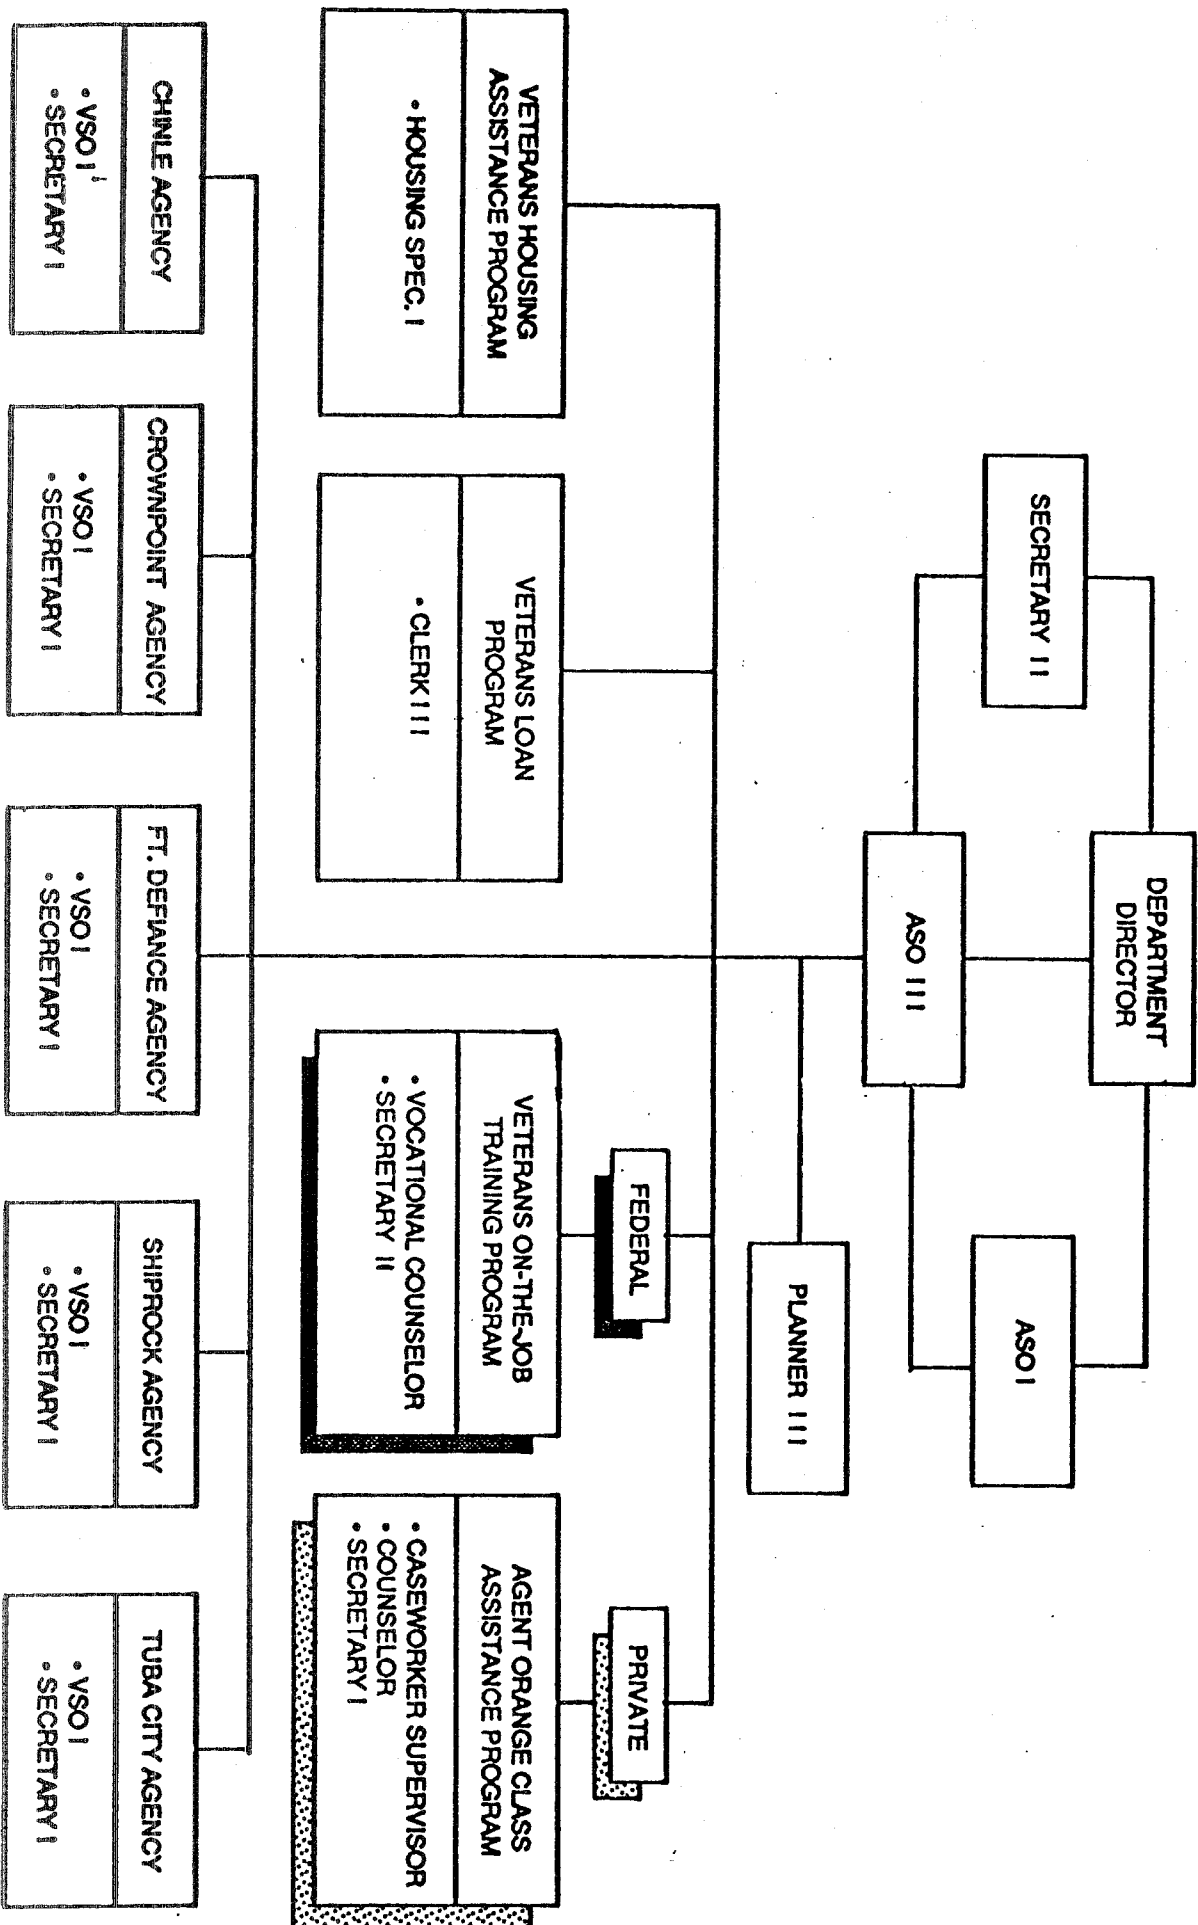 DEPARTMENT
DIRECTOR
SECRETARY II
ASO III
ASO I
PLANNER III
FEDERAL
PRIVATE
VETERANS HOUSING
ASSISTANCE PROGRAM
• HOUSING SPEC. I
VETERANS LOAN
PROGRAM
• CLERK III
VETERANS ON-THE-JOB
TRAINING PROGRAM
• VOCATIONAL COUNSELOR
• SECRETARY II
AGENT ORANGE CLASS
ASSISTANCE PROGRAM
• CASEWORKER SUPERVISOR
• COUNSELOR
• SECRETARY I
CHINLE AGENCY
• VSO I
• SECRETARY I
CROWNPOINT AGENCY
• VSO I
• SECRETARY I
FT. DEFIANCE AGENCY
• VSO I
• SECRETARY I
SHIPROCK AGENCY
• VSO I
• SECRETARY I
TUBA CITY AGENCY
• VSO I
• SECRETARY I